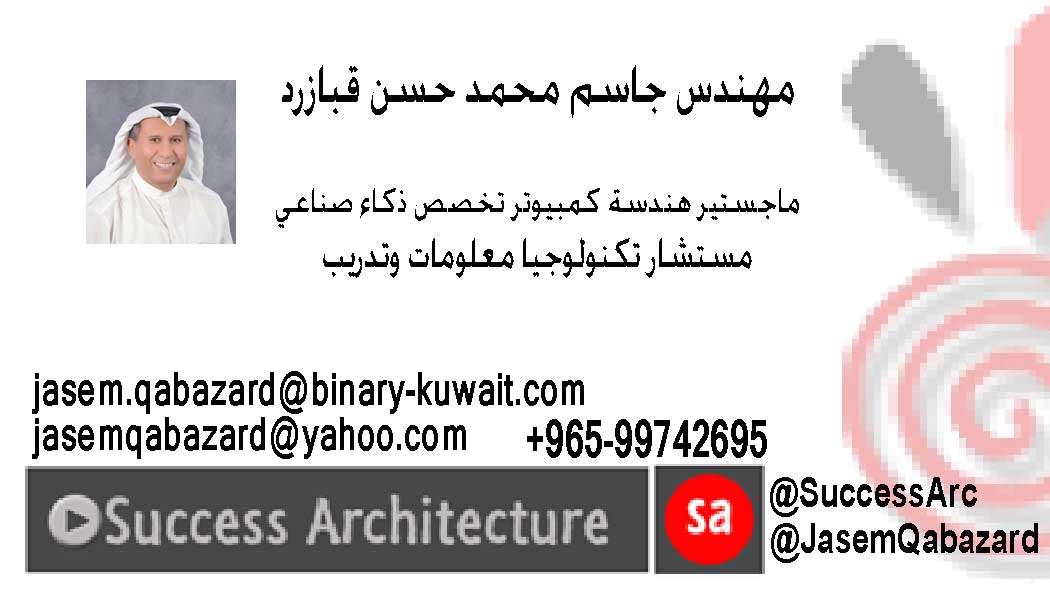 مهندس جاسم محمد حسن قبازرد
ماجستير هندسة كمبيوتر تخصص ذكاء صناعي
مستشار تكنولوجيا معلومات وتدريب
jasem.qabazard@binary-kuwait.com
jasemqabazard@yahoo.com +965-99742695
Success Architecture
sa
@SuccessArc
@JasemQabazard